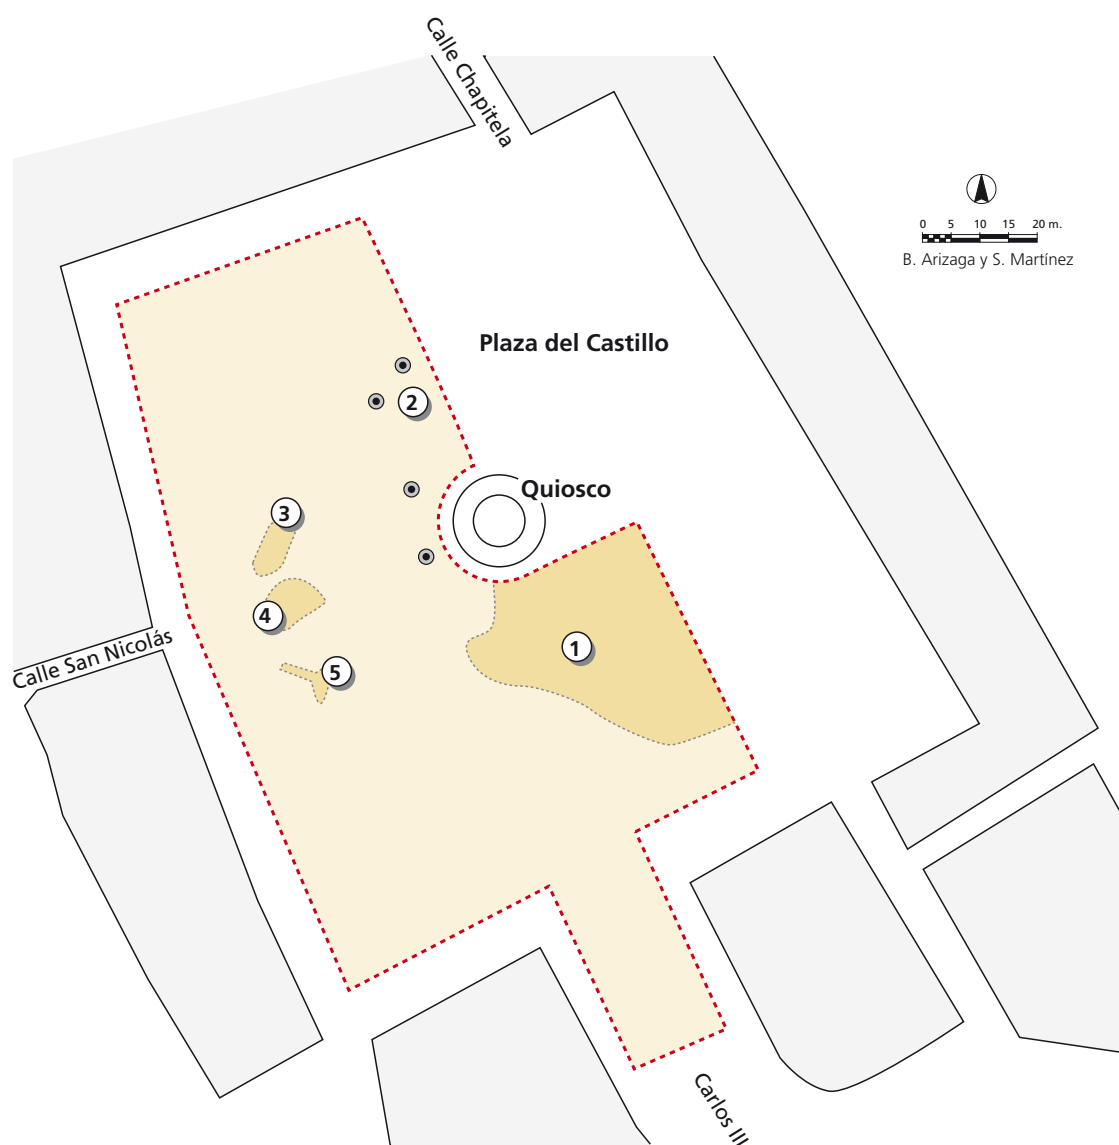 Calle Chapitela
0 5 10 15 20 m.
B. Arizaga y S. Martínez
Plaza del Castillo
2
Quiosco
3
4
Calle San Nicolás
1
5
Carlos III